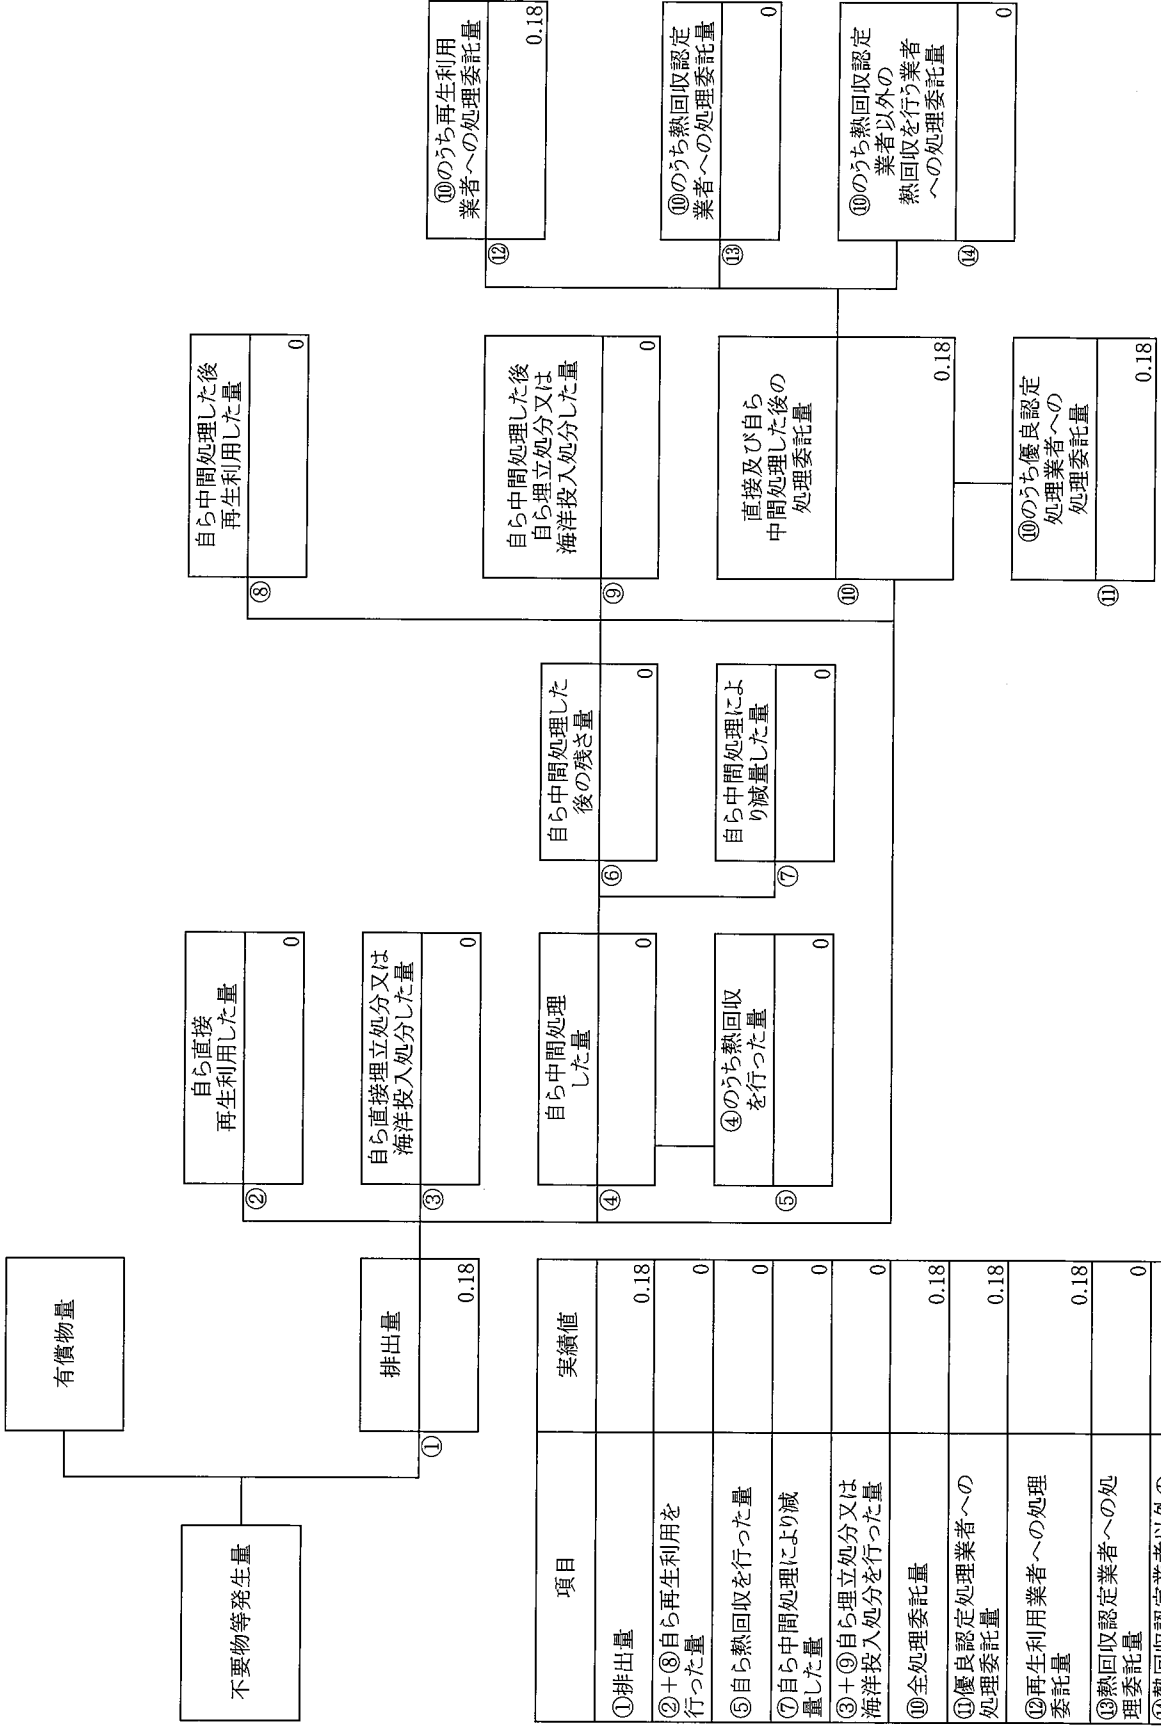 不要物等発生量
有償物量
①
排出量
0.18
②
自ら直接
再生利用した量
0
③
自ら直接埋立処分又は
海洋投入処分した量
0
④
自ら中間処理
した量
0
⑤
④のうち熱回収
を行った量
0
⑥
自ら中間処理した
後の残さ量
0
⑦
自ら中間処理によ
り減量した量
0
⑧
自ら中間処理した後
再生利用した量
0
⑨
自ら中間処理した後
自ら埋立処分又は
海洋投入処分した量
0
⑩
直接及び自ら
中間処理した後の
処理委託量
0.18
⑪
⑩のうち優良認定
処理業者への
処理委託量
0.18
⑫
⑩のうち再生利用
業者への処理委託量
0.18
⑬
⑩のうち熱回収認定
業者への処理委託量
0
⑭
⑩のうち熱回収認定
業者以外の
熱回収を行う業者
への処理委託量
0
項目 実績値
①排出量 0.18
②+⑧自ら再生利用を
行った量 0
⑤自ら熱回収を行った量 0
⑦自ら中間処理により減
量した量 0
③+⑨自ら埋立処分又は
海洋投入処分を行った量 0
⑩全処理委託量 0.18
⑪優良認定処理業者への
処理委託量 0.18
⑫再生利用業者への処理
委託量 0.18
⑬熱回収認定業者への処
理委託量 0
⑭熱回収認定業者以外の